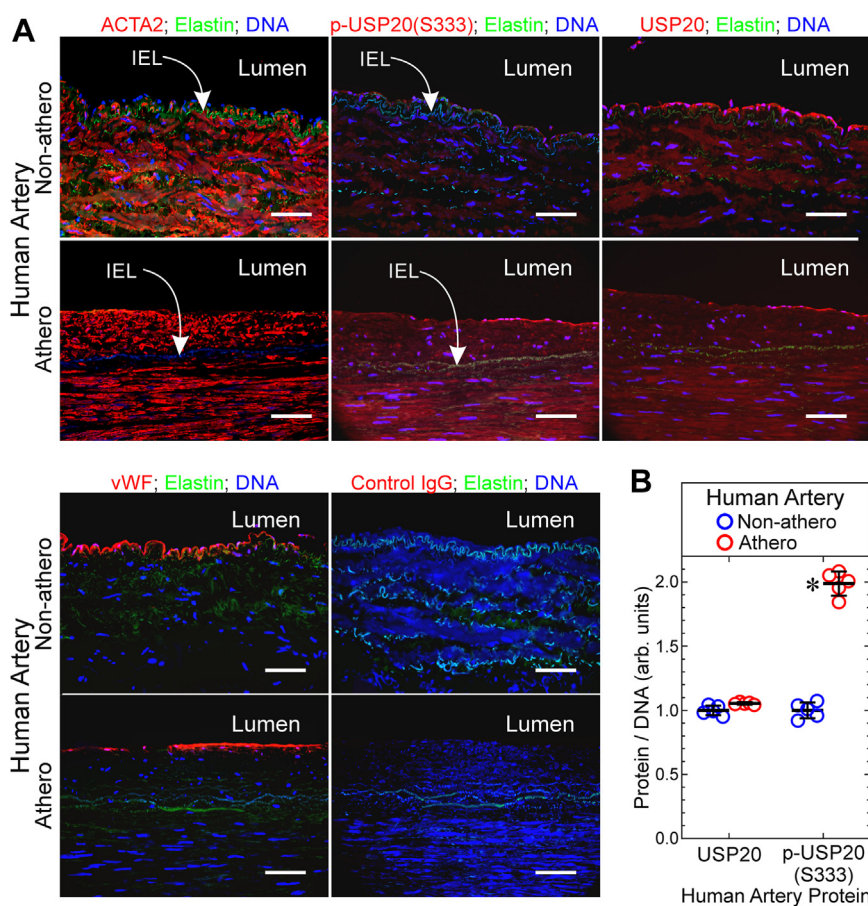 A
ACTA2; Elastin; DNA
p-USP20(S333); Elastin; DNA
USP20; Elastin; DNA
Human Artery
Non-athero
IEL
Lumen
IEL
Lumen
Lumen
Athero
IEL
Lumen
IEL
Lumen
Lumen
vWF; Elastin; DNA
Control IgG; Elastin; DNA
Human Artery
Non-athero
Lumen
Lumen
Athero
Lumen
Lumen
B
Human Artery
Non-athero
Athero
Protein / DNA (arb. units)
2.0
*
1.5
1.0
0.5
0.0
USP20
p-USP20
(S333)
Human Artery Protein